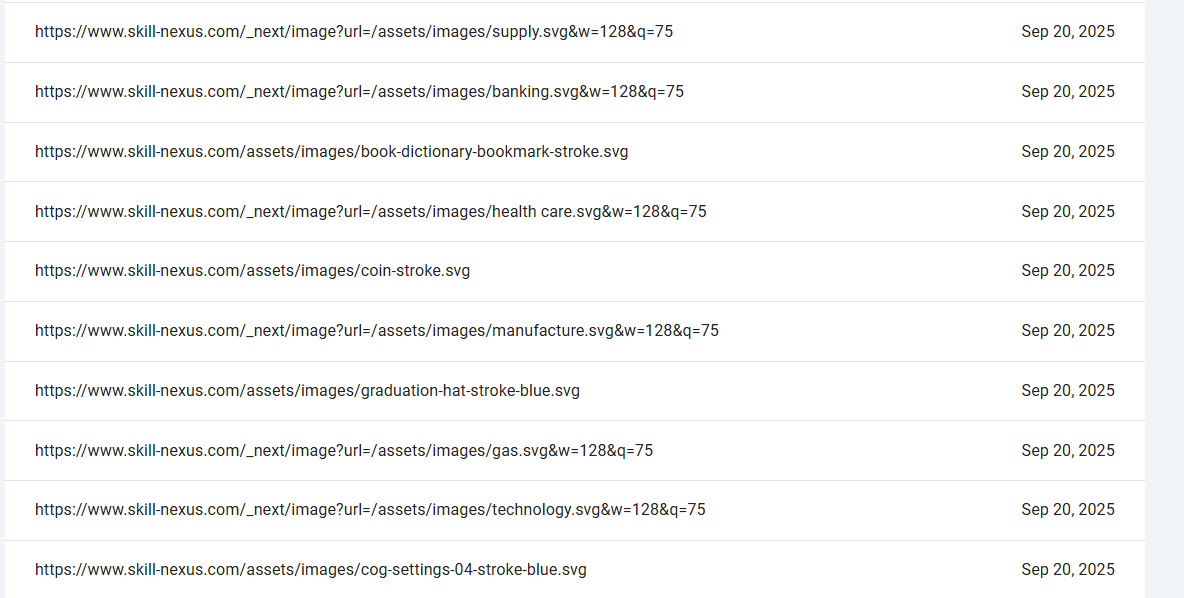 https://www.skill-nexus.com/_next/image?url=/assets/images/supply.svg&w=128&q=75 Sep 20, 2025
https://www.skill-nexus.com/_next/image?url=/assets/images/banking.svg&w=128&q=75 Sep 20, 2025
https://www.skill-nexus.com/assets/images/book-dictionary-bookmark-stroke.svg Sep 20, 2025
https://www.skill-nexus.com/_next/image?url=/assets/images/health care.svg&w=128&q=75 Sep 20, 2025
https://www.skill-nexus.com/assets/images/coin-stroke.svg Sep 20, 2025
https://www.skill-nexus.com/_next/image?url=/assets/images/manufacture.svg&w=128&q=75 Sep 20, 2025
https://www.skill-nexus.com/assets/images/graduation-hat-stroke-blue.svg Sep 20, 2025
https://www.skill-nexus.com/_next/image?url=/assets/images/gas.svg&w=128&q=75 Sep 20, 2025
https://www.skill-nexus.com/_next/image?url=/assets/images/technology.svg&w=128&q=75 Sep 20, 2025
https://www.skill-nexus.com/assets/images/cog-settings-04-stroke-blue.svg Sep 20, 2025